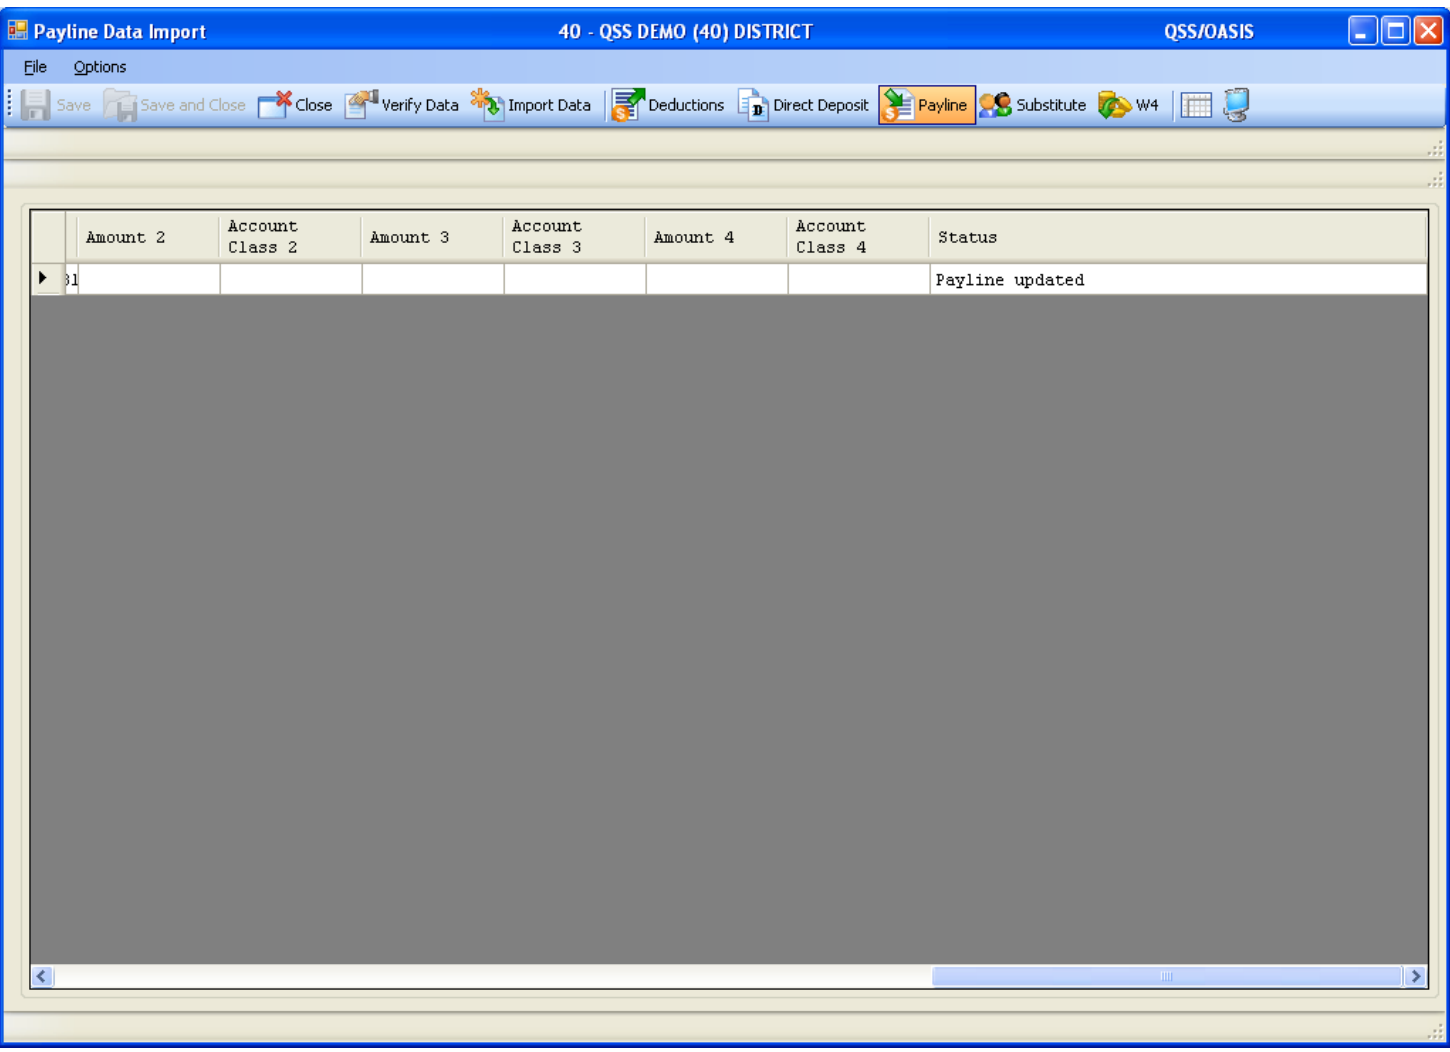 Payline Data Import 40 - QSS DEMO (40) DISTRICT QSS/OASIS
File Options
Save Save and Close Close Verify Data Import Data Deductions Direct Deposit Payline Substitute W4
Amount 2 Account Class 2 Amount 3 Account Class 3 Amount 4 Account Class 4 Status
Payline updated